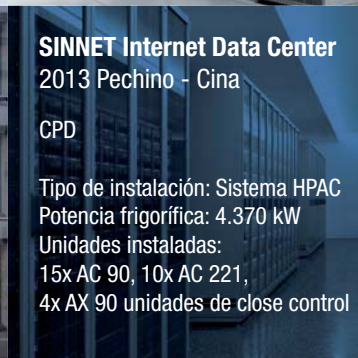 SINNET Internet Data Center
2013 Pechino - Cina
CPD
Tipo de instalación: Sistema HPAC
Potencia frigorífica: 4.370 kW
Unidades instaladas:
15x AC 90, 10x AC 221,
4x AX 90 unidades de close control